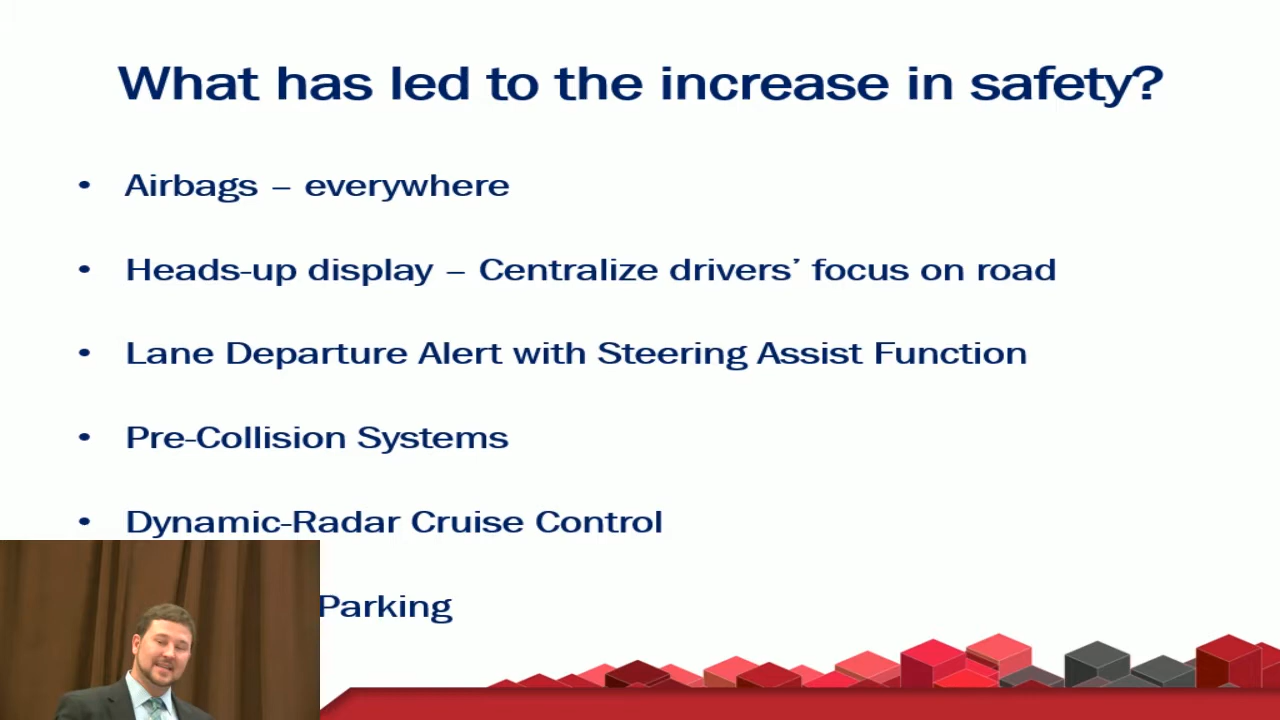 What has led to the increase in safety?
• Airbags – everywhere
• Heads-up display – Centralize drivers’ focus on road
• Lane Departure Alert with Steering Assist Function
• Pre-Collision Systems
• Dynamic-Radar Cruise Control
Parking